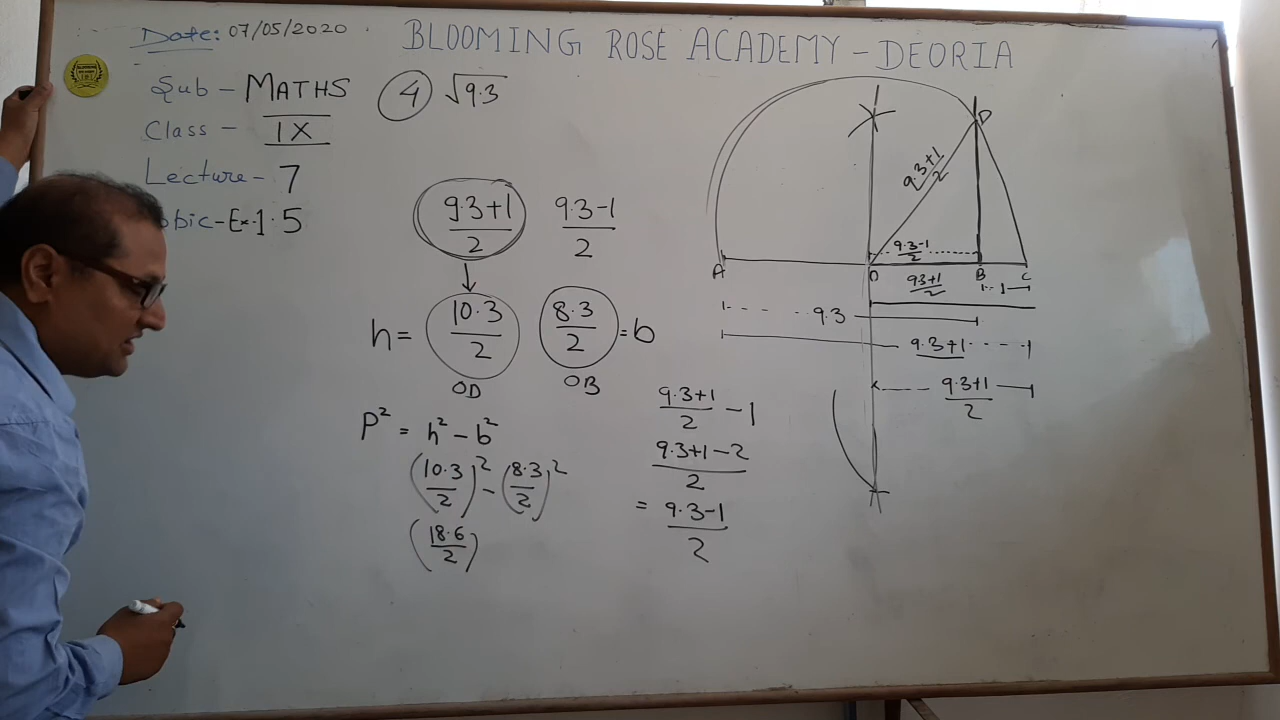 Date: 07/05/2020
BLOOMING ROSE ACADEMY - DEORIA
Sub - MATHS
Class - IX
Lecture - 7
Ex-1.5
④ √9.3
9.3+1/2 9.3-1/2
h = 10.3/2 8.3/2 = b
OD OB
P² = h² - b²
(10.3/2)² - (8.3/2)²
(18.6/2)
9.3+1/2 - 1
9.3+1-2/2
= 9.3-1/2
D
9.3+1/2
9.3-1/2
A O B C
9.3+1/2
1
9.3
9.3+1
9.3+1/2